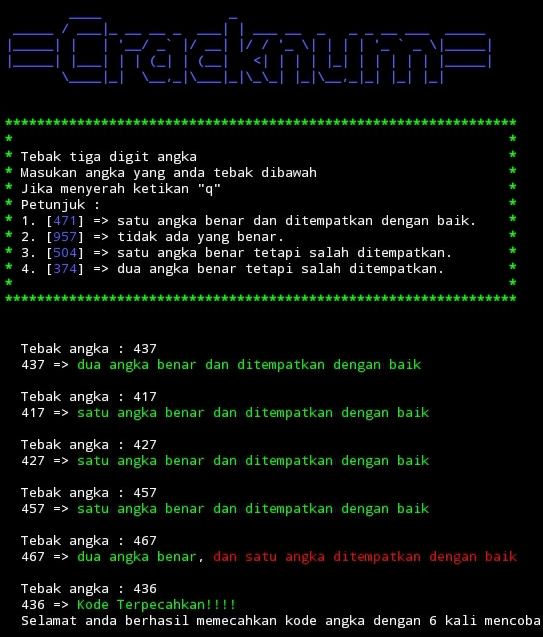 =Cracknum=
*****************************************************************
* *
* Tebak tiga digit angka *
* Masukan angka yang anda tebak dibawah *
* Jika menyerah ketikan "q" *
* Petunjuk : *
* 1. [471] => satu angka benar dan ditempatkan dengan baik. *
* 2. [957] => tidak ada yang benar. *
* 3. [504] => satu angka benar tetapi salah ditempatkan. *
* 4. [374] => dua angka benar tetapi salah ditempatkan. *
* *
*****************************************************************
Tebak angka : 437
437 => dua angka benar dan ditempatkan dengan baik
Tebak angka : 417
417 => satu angka benar dan ditempatkan dengan baik
Tebak angka : 427
427 => satu angka benar dan ditempatkan dengan baik
Tebak angka : 457
457 => satu angka benar dan ditempatkan dengan baik
Tebak angka : 467
467 => dua angka benar, dan satu angka ditempatkan dengan baik
Tebak angka : 436
436 => Kode Terpecahkan!!!!
Selamat anda berhasil memecahkan kode angka dengan 6 kali mencoba